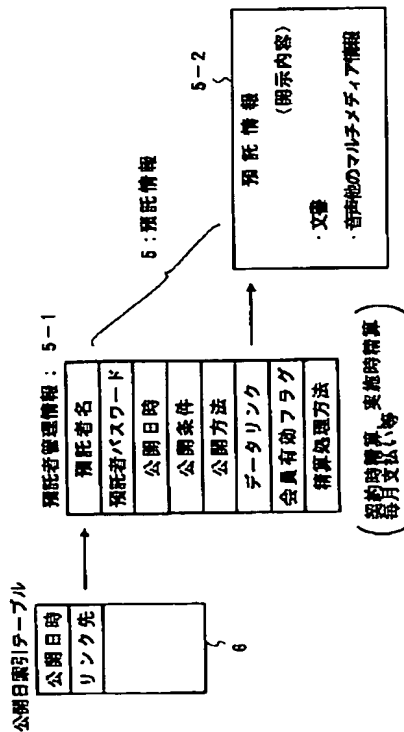 公開日索引テーブル
公開日時
リンク先
6
預託者管理情報：5-1
預託者名
預託者パスワード
公開日時
公開条件
公開方法
データリンク
会員有効フラグ
精算処理方法
(契約時精算、実施時精算
毎月支払い等)
5：預託情報
5-2
預託情報
(開示内容)
・文書
・音声他のマルチメディア情報